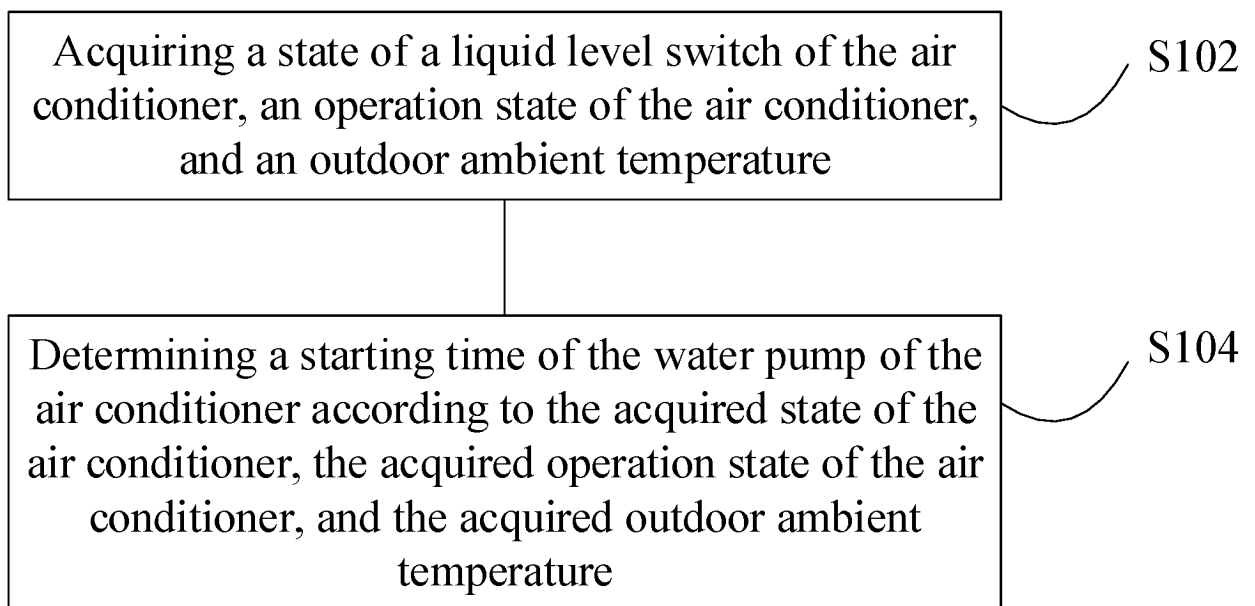 Acquiring a state of a liquid level switch of the air
conditioner, an operation state of the air conditioner,
and an outdoor ambient temperature
S102
Determining a starting time of the water pump of the
air conditioner according to the acquired state of the
air conditioner, the acquired operation state of the air
conditioner, and the acquired outdoor ambient
temperature
S104